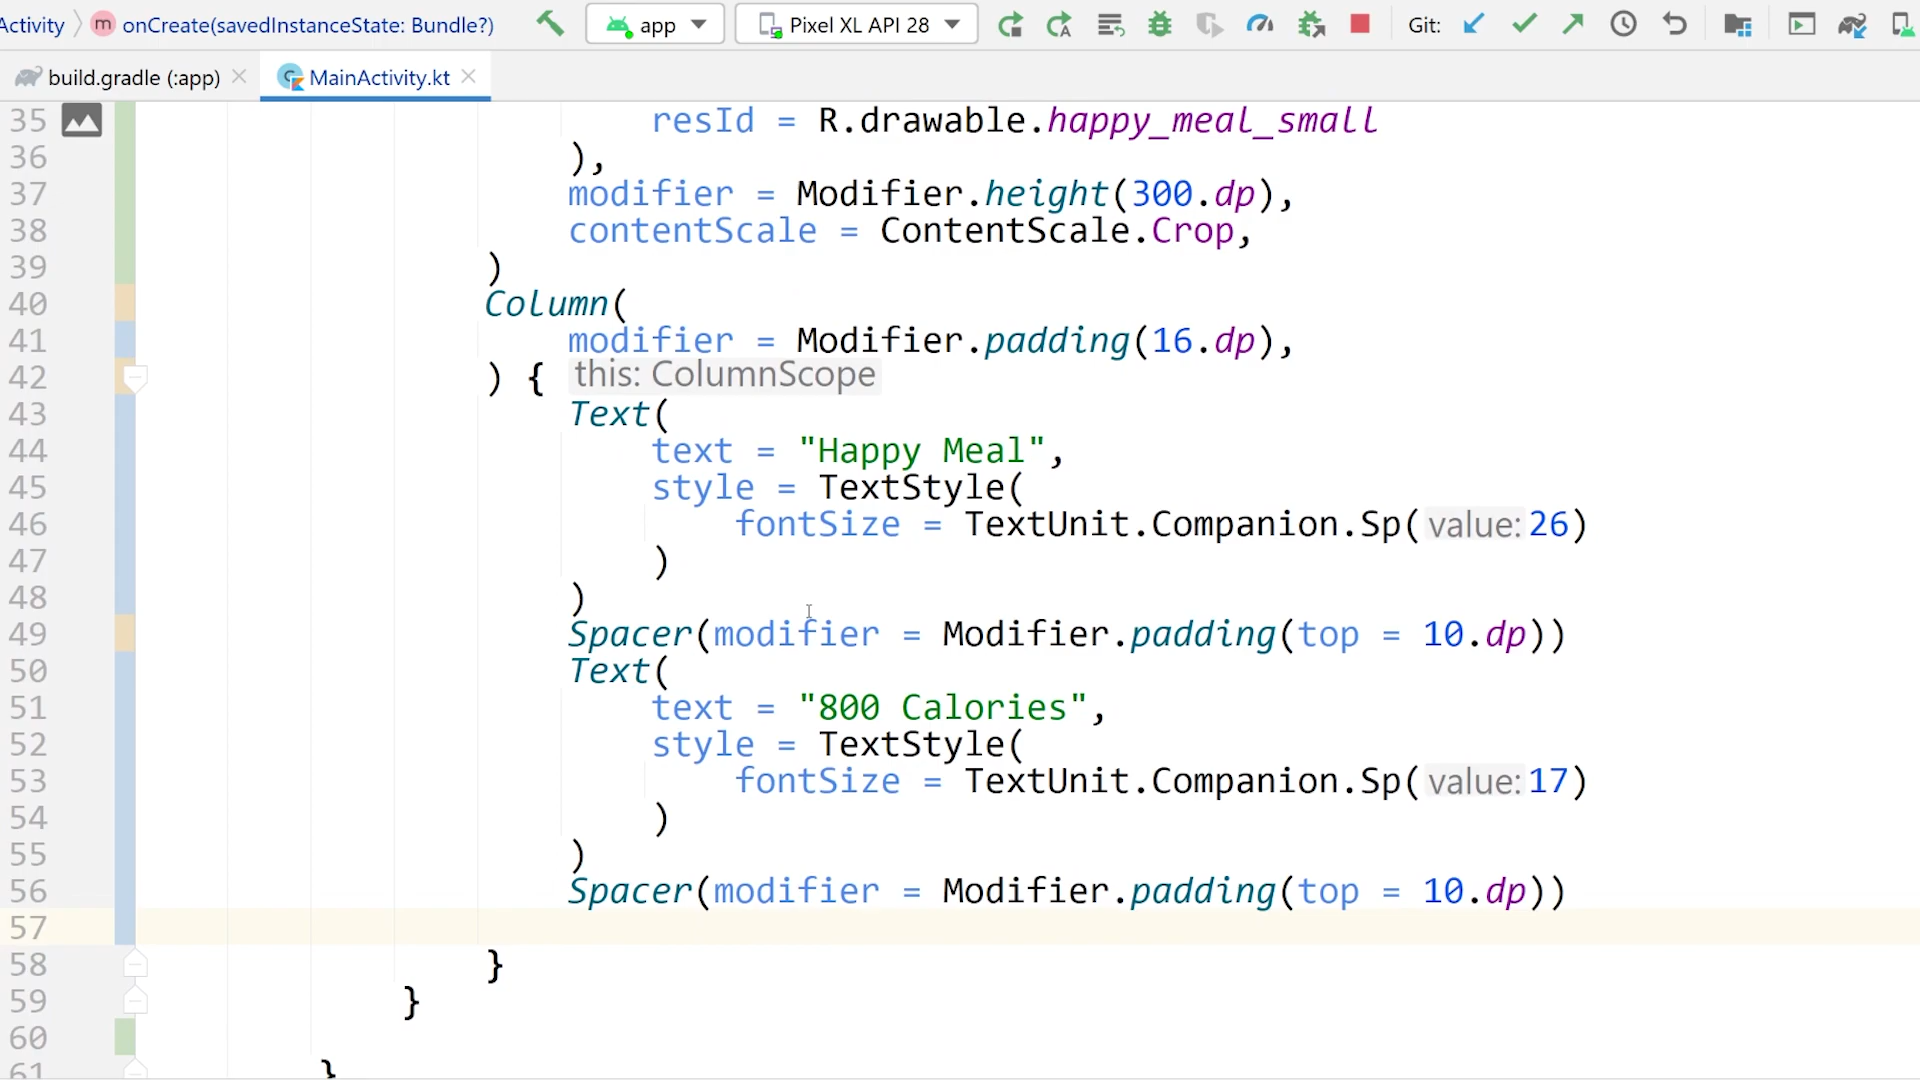 Activity onCreate(savedInstanceState: Bundle?) app Pixel XL API 28 Git:
build.gradle (:app) MainActivity.kt
35 resId = R.drawable.happy_meal_small
36 ),
37 modifier = Modifier.height(300.dp),
38 contentScale = ContentScale.Crop,
39 )
40 Column(
41 modifier = Modifier.padding(16.dp),
42 ) { this: ColumnScope
43 Text(
44 text = "Happy Meal",
45 style = TextStyle(
46 fontSize = TextUnit.Companion.Sp( value: 26)
47 )
48 )
49 Spacer(modifier = Modifier.padding(top = 10.dp))
50 Text(
51 text = "800 Calories",
52 style = TextStyle(
53 fontSize = TextUnit.Companion.Sp( value: 17)
54 )
55 )
56 Spacer(modifier = Modifier.padding(top = 10.dp))
57
58 }
59 }
60
61 }